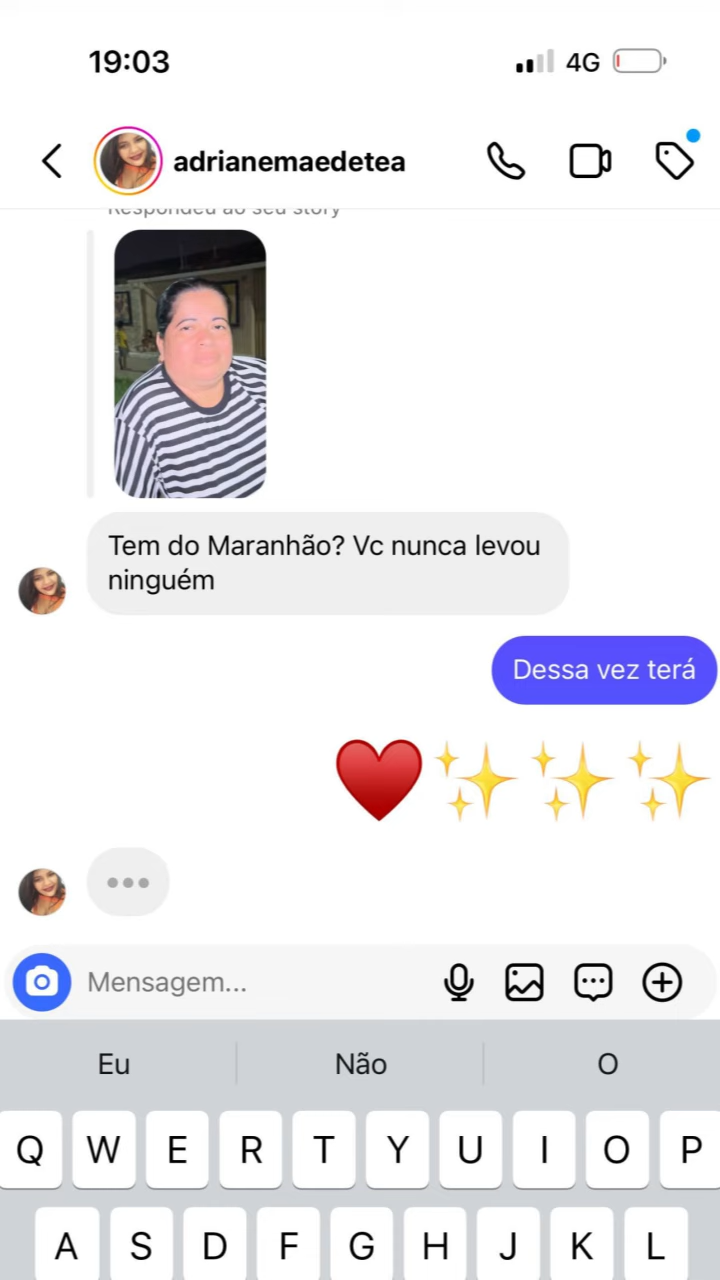 19:03
4G
adrianemaedetea
Respondeu ao seu story
Tem do Maranhão? Vc nunca levou
ninguém
Dessa vez terá
Mensagem...
Eu Não O
Q W E R T Y U I O P
A S D F G H J K L